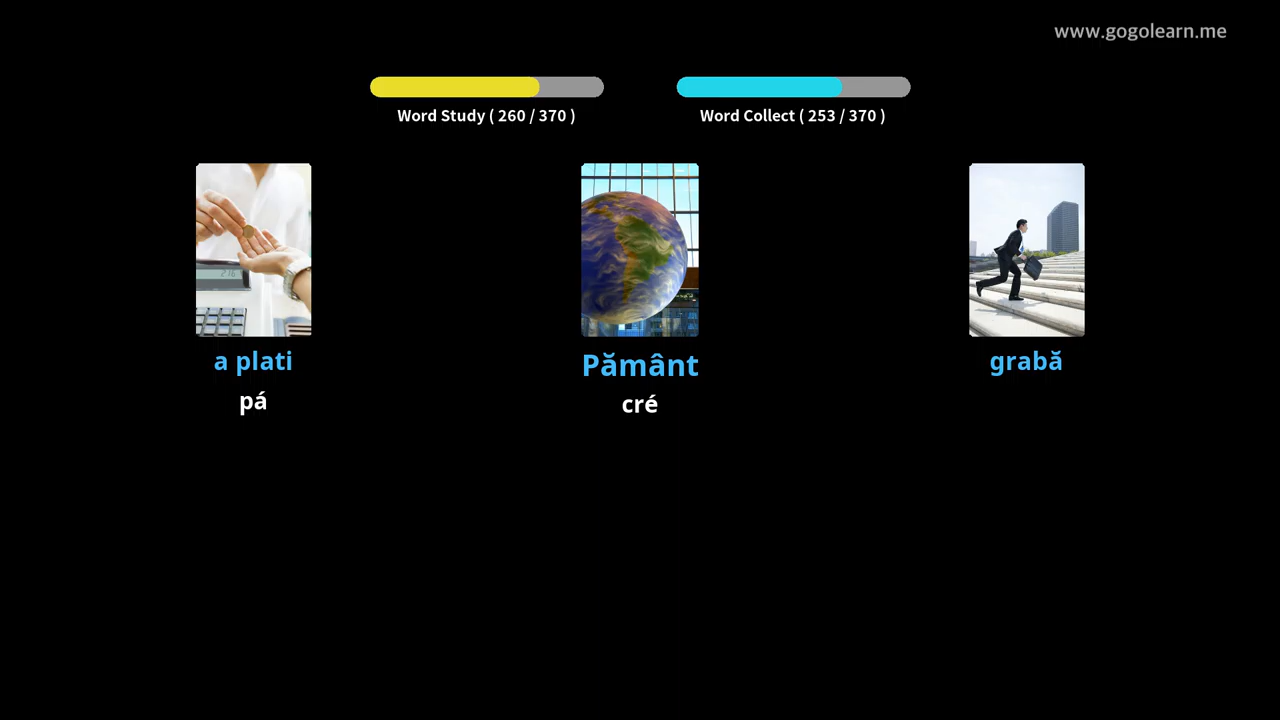 www.gogolearn.me
Word Study ( 260 / 370 )
Word Collect ( 253 / 370 )
a plati
pá
Pământ
cré
grabă